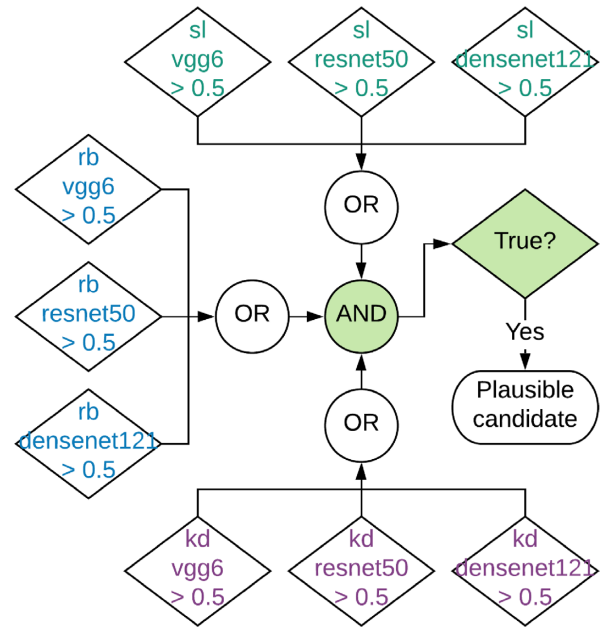 sl
vgg6
> 0.5
sl
resnet50
> 0.5
sl
densenet121
> 0.5
rb
vgg6
> 0.5
OR
True?
rb
resnet50
> 0.5
OR
AND
Yes
rb
densenet121
> 0.5
Plausible
candidate
OR
kd
vgg6
> 0.5
kd
resnet50
> 0.5
kd
densenet121
> 0.5